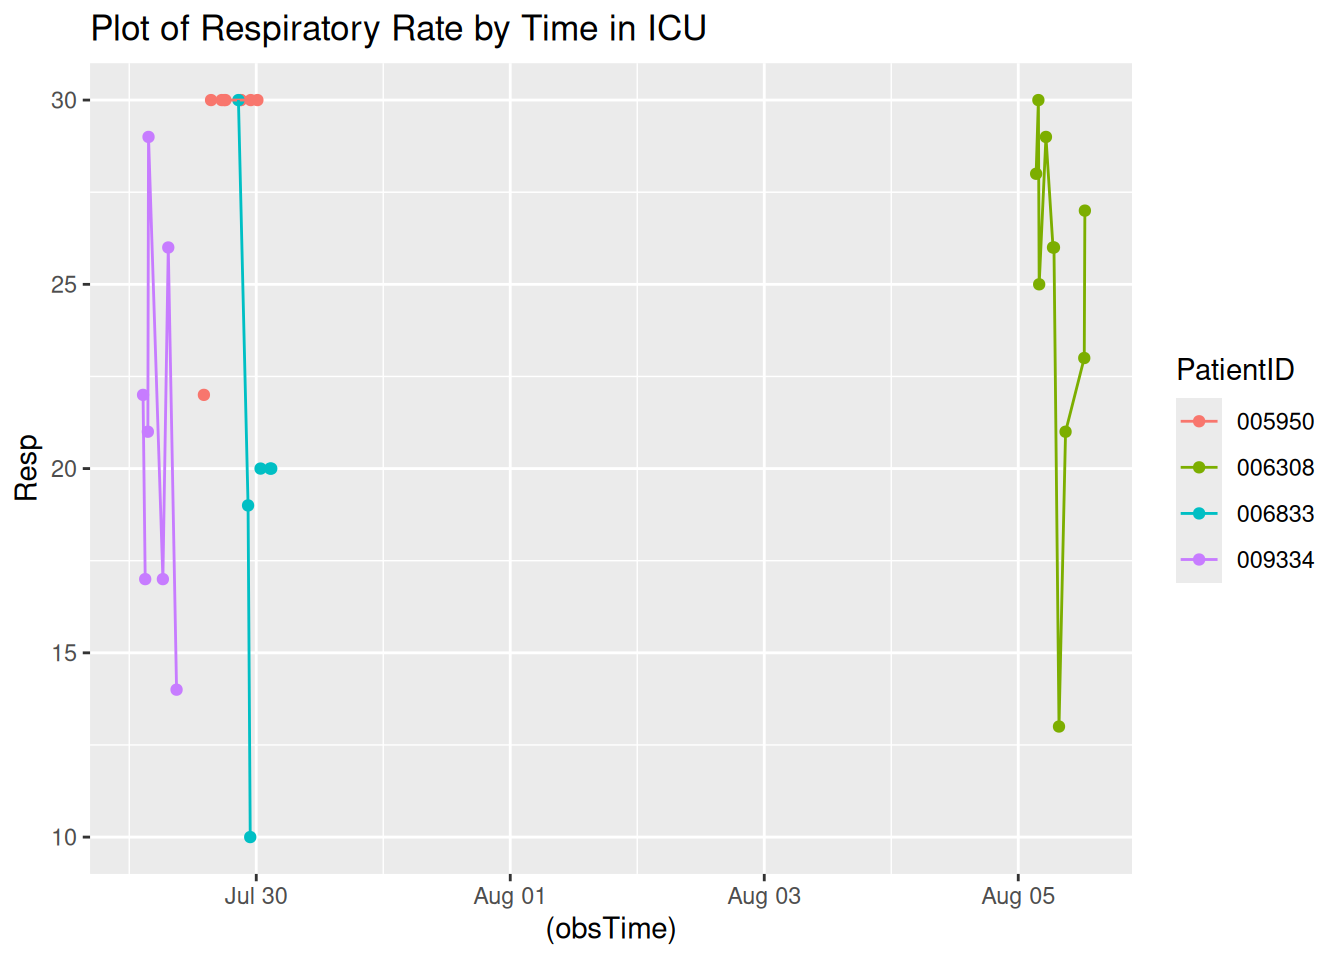 Plot of Respiratory Rate by Time in ICU
30
25
20
15
10
Resp
Jul 30
Aug 01
Aug 03
Aug 05
(obsTime)
PatientID
005950
006308
006833
009334